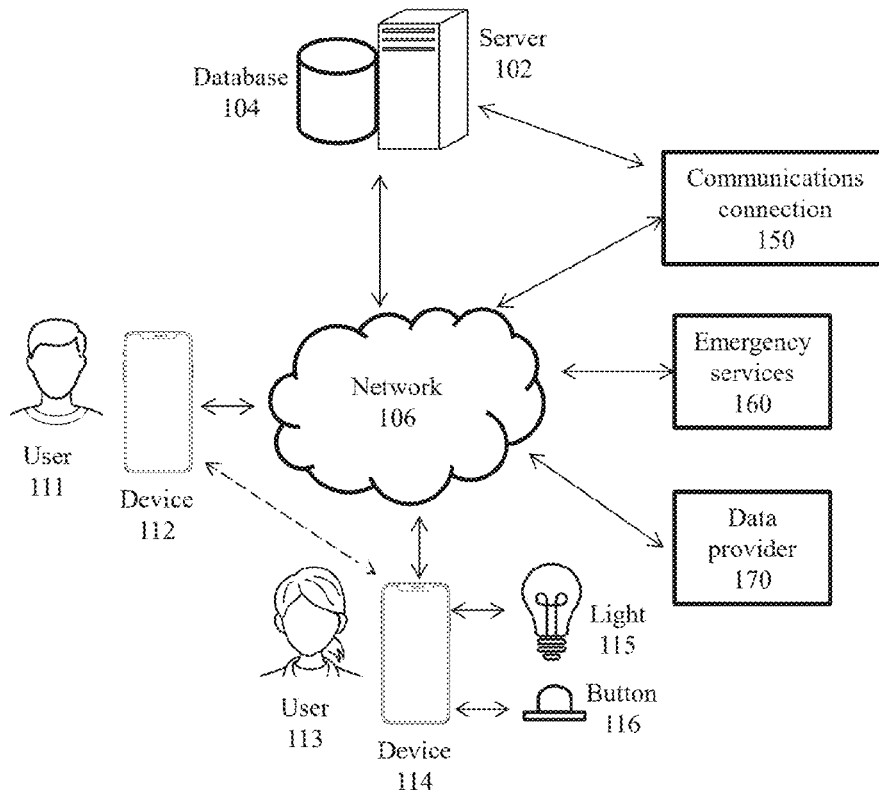 Server
102
Database
104
Communications
connection
150
Emergency
services
160
Network
106
User
111
Device
112
Data
provider
170
Light
115
User
113
Button
116
Device
114